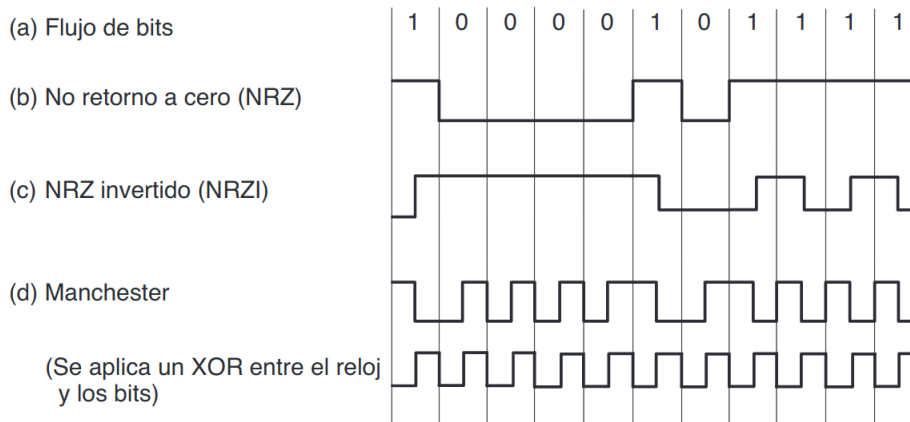 (a) Flujo de bits 1 0 0 0 0 1 0 1 1 1 1
(b) No retorno a cero (NRZ)
(c) NRZ invertido (NRZI)
(d) Manchester
(Se aplica un XOR entre el reloj
y los bits)